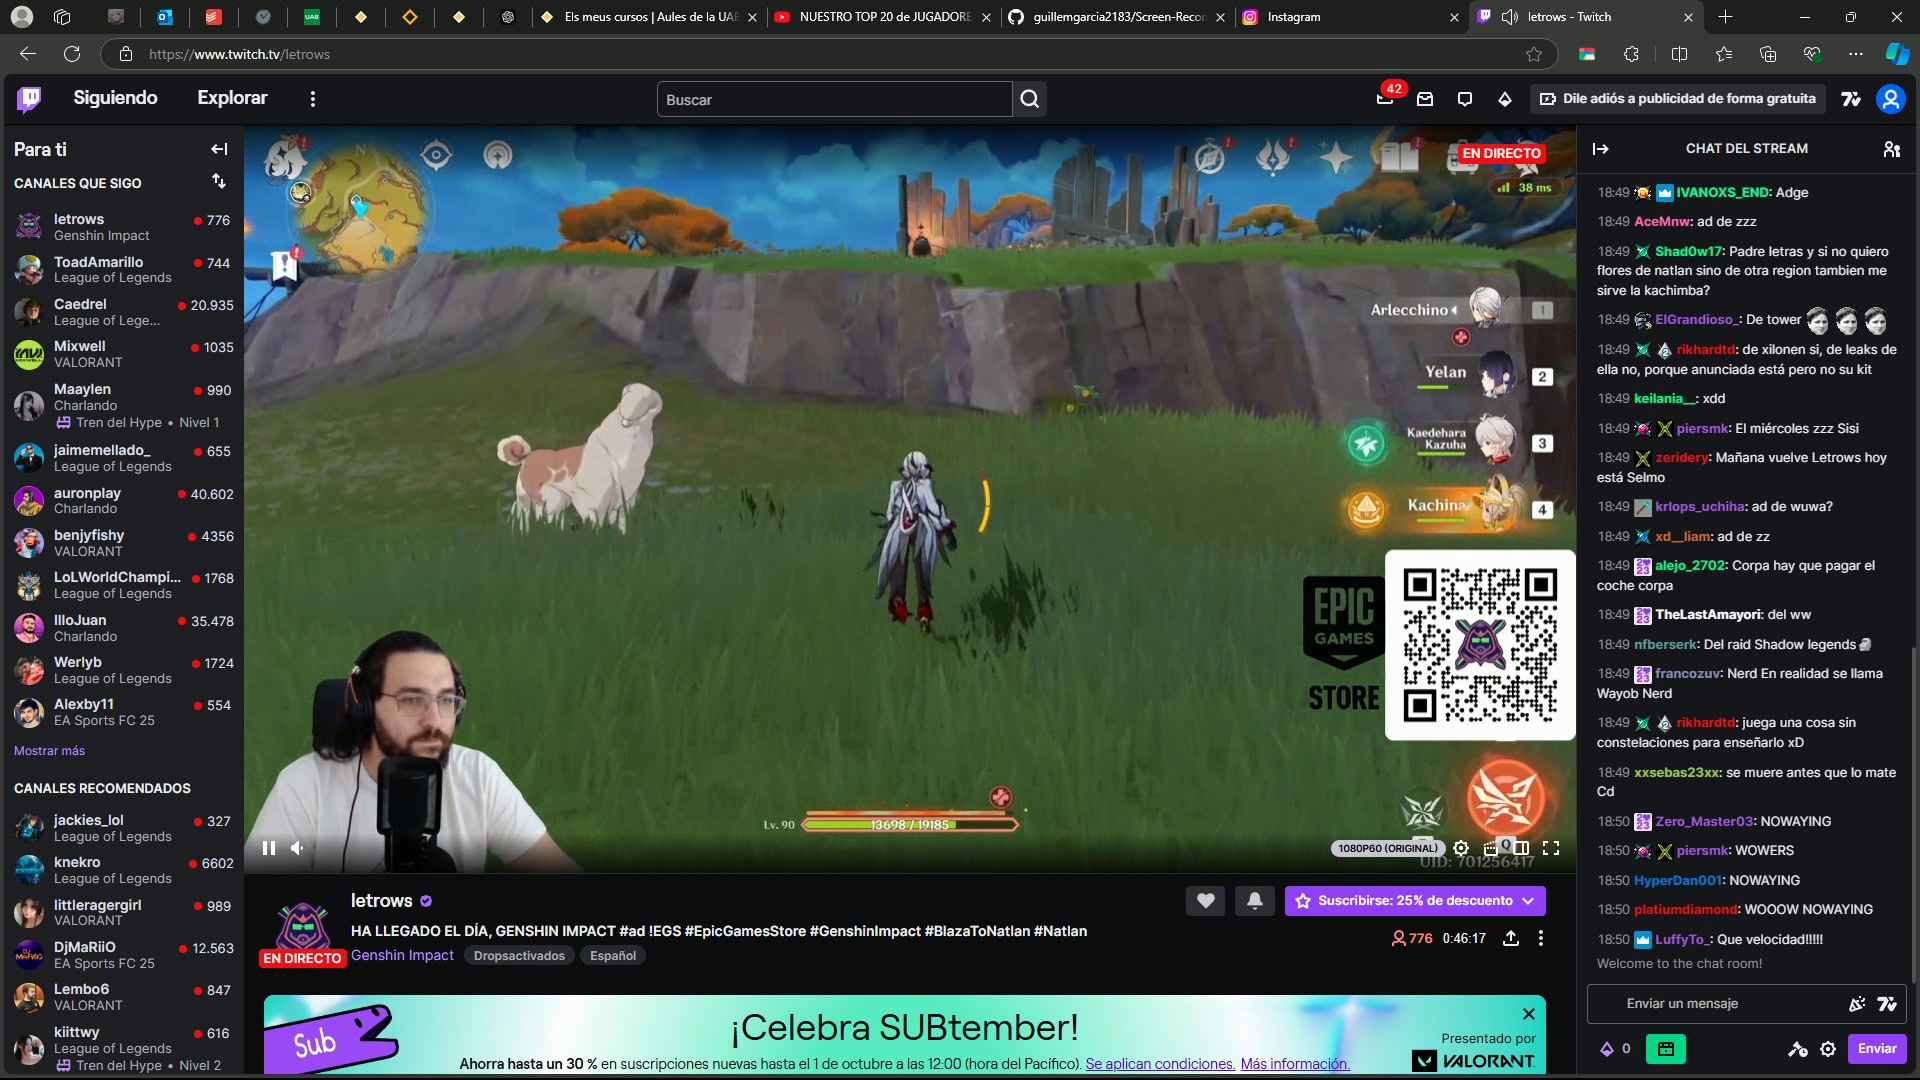 Els meus cursos | Aules de la UAB
NUESTRO TOP 20 de JUGADORE
guillemgarcia2183/Screen-Recor
Instagram
letrows - Twitch
https://www.twitch.tv/letrows
Siguiendo
Explorar
Buscar
42
Dile adiós a publicidad de forma gratuita
Para ti
CANALES QUE SIGO
letrows
776
Genshin Impact
ToadAmarillo
744
League of Legends
Caedrel
20.935
League of Lege...
Mixwell
1035
VALORANT
Maaylen
990
Charlando
Tren del Hype • Nivel 1
jaimemellado_
655
League of Legends
auronplay
40.602
Charlando
benjyfishy
4356
VALORANT
LoLWorldChampi...
1768
League of Legends
IlloJuan
35.478
Charlando
Werlyb
1724
League of Legends
Alexby11
554
EA Sports FC 25
Mostrar más
CANALES RECOMENDADOS
jackies_lol
327
League of Legends
knekro
6602
League of Legends
littleragergirl
989
VALORANT
DjMaRiiO
12.563
EA Sports FC 25
Lembo6
847
VALORANT
kiittwy
616
League of Legends
Tren del Hype • Nivel 2
N
EN DIRECTO
38 ms
Arlecchino
1
Yelan
2
Kaedehara
Kazuha
3
Kachina
4
EPIC
GAMES
STORE
Lv. 90
13698 / 19185
1080P60 (ORIGINAL)
Q
UID: 701256417
letrows
Suscribirse: 25% de descuento
HA LLEGADO EL DÍA, GENSHIN IMPACT #ad !EGS #EpicGamesStore #GenshinImpact #BlazaToNatlan #Natlan
776 0:46:17
EN DIRECTO
Genshin Impact
Dropsactivados
Español
Sub
¡Celebra SUBtember!
Ahorra hasta un 30 % en suscripciones nuevas hasta el 1 de octubre a las 12:00 (hora del Pacífico). Se aplican condiciones. Más información.
Presentado por
VALORANT
CHAT DEL STREAM
18:49 IVANOXS_END: Adge
18:49 AceMnw: ad de zzz
18:49 Shad0w17: Padre letras y si no quiero
flores de natlan sino de otra region tambien me
sirve la kachimba?
18:49 ElGrandioso_: De tower
18:49 rikhardtd: de xilonen si, de leaks de
ella no, porque anunciada está pero no su kit
18:49 keilania__: xdd
18:49 piersmk: El miércoles zzz Sisi
18:49 zeridery: Mañana vuelve Letrows hoy
está Selmo
18:49 krlops_uchiha: ad de wuwa?
18:49 xd__liam: ad de zz
18:49 alejo_2702: Corpa hay que pagar el
coche corpa
18:49 TheLastAmayori: del ww
18:49 nfberserk: Del raid Shadow legends
18:49 francozuv: Nerd En realidad se llama
Wayob Nerd
18:49 rikhardtd: juega una cosa sin
constelaciones para enseñarlo xD
18:49 xxsebas23xx: se muere antes que lo mate
Cd
18:50 Zero_Master03: NOWAYING
18:50 piersmk: WOWERS
18:50 HyperDan001: NOWAYING
18:50 platiumdiamond: WOOOW NOWAYING
18:50 LuffyTo_: Que velocidad!!!!!
Welcome to the chat room!
Enviar un mensaje
0
Enviar